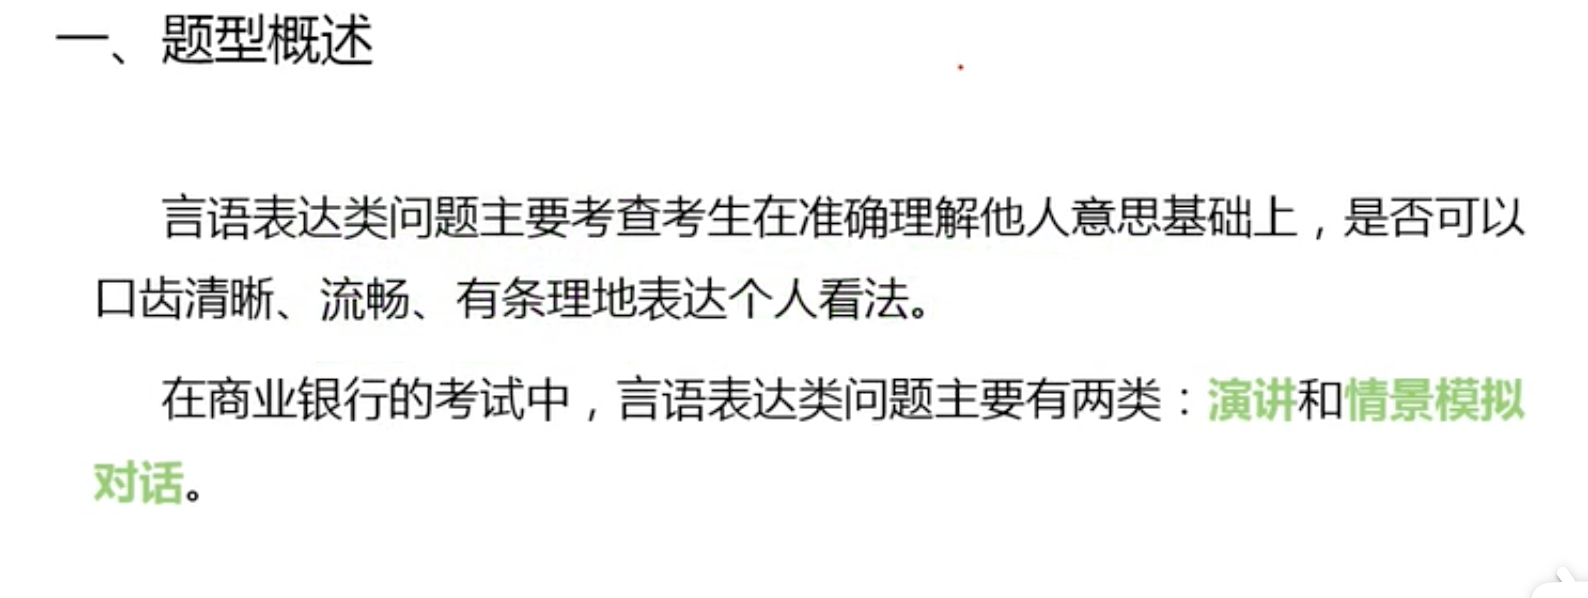 一、题型概述
言语表达类问题主要考查考生在准确理解他人意思基础上，是否可以
口齿清晰、流畅、有条理地表达个人看法。
在商业银行的考试中，言语表达类问题主要有两类：演讲和情景模拟
对话。